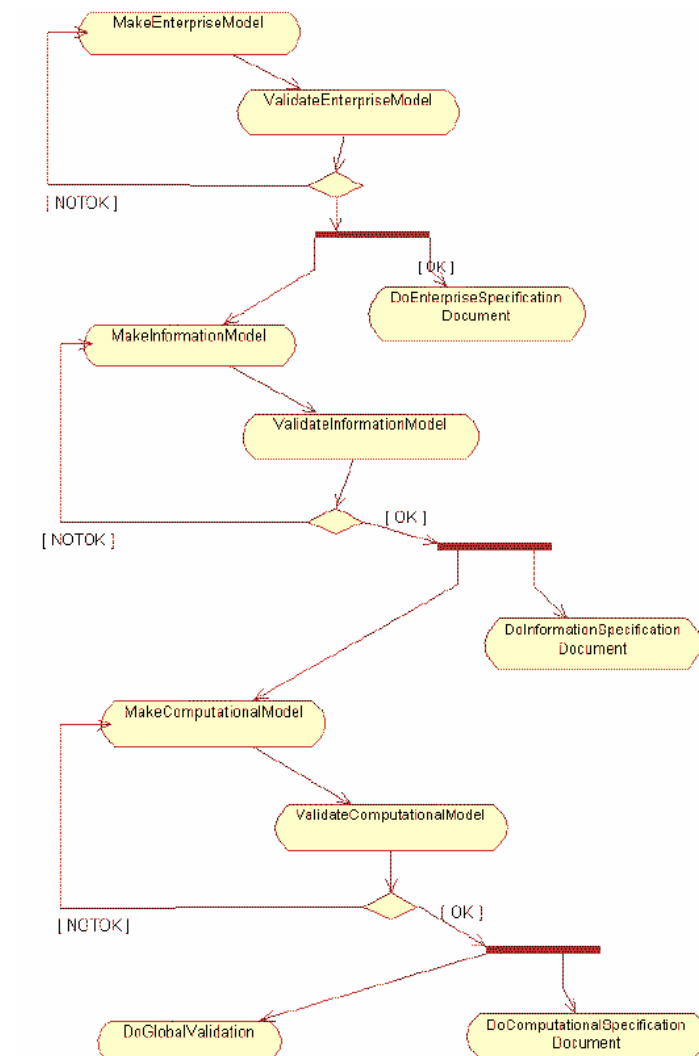 MakeEnterpriseModel
ValidateEnterpriseModel
[ NOTOK ]
[ OK ]
DoEnterpriseSpecification
Document
MakeInformationModel
ValidateInformationModel
[ OK ]
[ NOTOK ]
DoInformationSpecification
Document
MakeComputationalModel
ValidateComputationalModel
[ OK ]
[ NOTOK ]
DoGlobalValidation
DoComputationalSpecification
Document